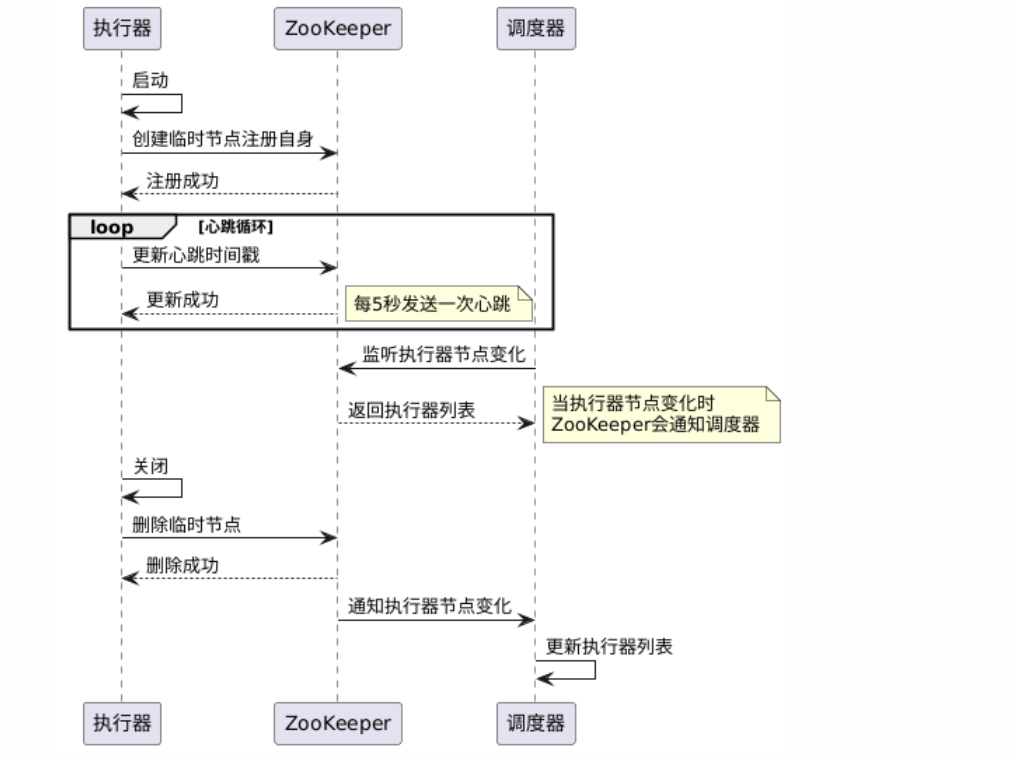 执行器
ZooKeeper
调度器
启动
创建临时节点注册自身
注册成功
loop
[心跳循环]
更新心跳时间戳
更新成功
每5秒发送一次心跳
监听执行器节点变化
返回执行器列表
当执行器节点变化时
ZooKeeper会通知调度器
关闭
删除临时节点
删除成功
通知执行器节点变化
更新执行器列表
执行器
ZooKeeper
调度器